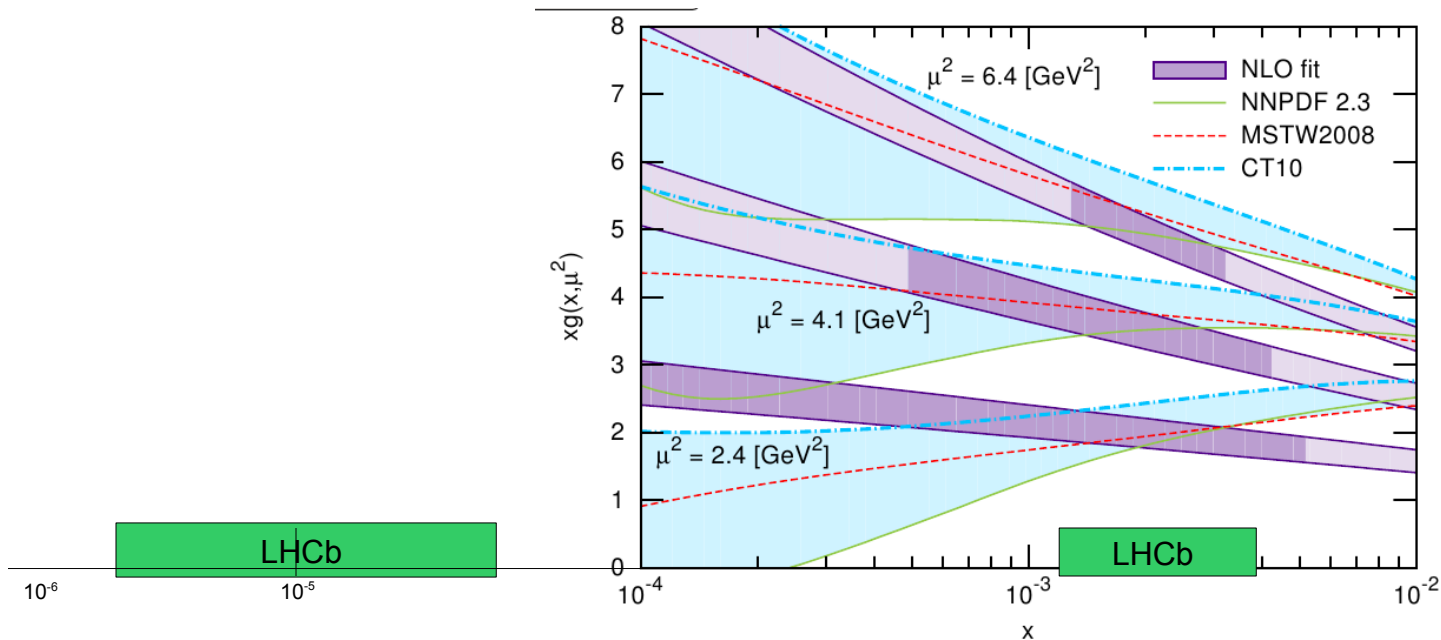 8
7
6
5
4
3
2
1
0
xg(x,μ²)
μ² = 6.4 [GeV²]
NLO fit
NNPDF 2.3
MSTW2008
CT10
μ² = 4.1 [GeV²]
μ² = 2.4 [GeV²]
LHCb
LHCb
10⁻⁶
10⁻⁵
10⁻⁴
10⁻³
10⁻²
x